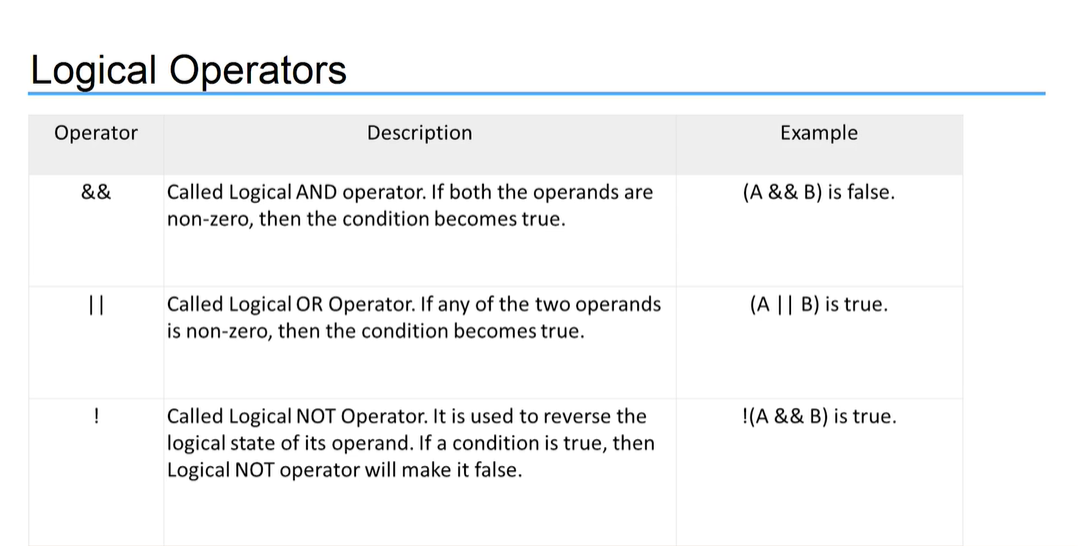 Logical Operators
Operator Description Example
&& Called Logical AND operator. If both the operands are (A && B) is false.
non-zero, then the condition becomes true.
|| Called Logical OR Operator. If any of the two operands (A || B) is true.
is non-zero, then the condition becomes true.
! Called Logical NOT Operator. It is used to reverse the !(A && B) is true.
logical state of its operand. If a condition is true, then
Logical NOT operator will make it false.